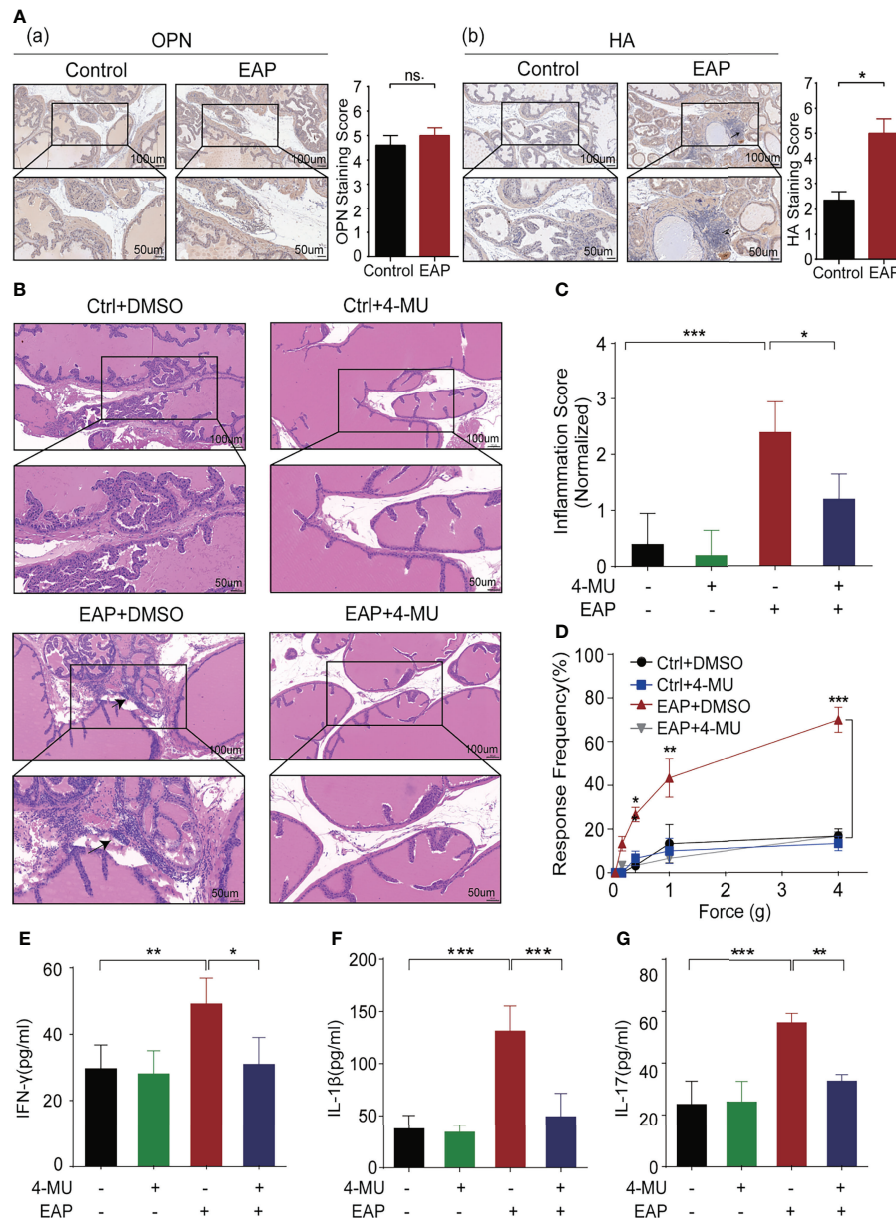 A
(a)
OPN
Control
EAP
100um
100um
50um
50um
ns.
OPN Staining Score
7
6
5
4
3
2
1
0
Control EAP
(b)
HA
Control
EAP
100um
100um
50um
50um
*
HA Staining Score
7
6
5
4
3
2
1
0
Control EAP
B
Ctrl+DMSO
Ctrl+4-MU
100um
100um
50um
50um
EAP+DMSO
EAP+4-MU
100um
100um
50um
50um
C
*** *
Inflammation Score
(Normalized)
4
3
2
1
0
4-MU - + - +
EAP - - + +
D
Ctrl+DMSO
Ctrl+4-MU
EAP+DMSO
EAP+4-MU
* ** ***
Response Frequency(%)
100
80
60
40
20
0
0 1 2 3 4
Force (g)
E
** *
IFN-γ(pg/ml)
60
40
20
0
4-MU - + - +
EAP - - + +
F
*** ***
IL-1β(pg/ml)
200
150
100
50
0
4-MU - + - +
EAP - - + +
G
*** **
IL-17(pg/ml)
80
60
40
20
0
4-MU - + - +
EAP - - + +